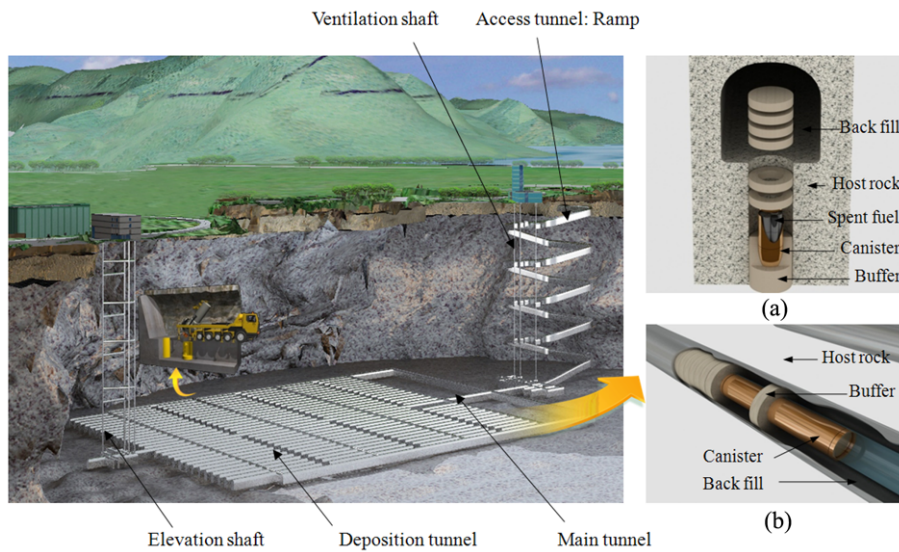 Ventilation shaft
Access tunnel: Ramp
Back fill
Host rock
Spent fuel
Canister
Buffer
(a)
Host rock
Buffer
Canister
Back fill
(b)
Elevation shaft
Deposition tunnel
Main tunnel